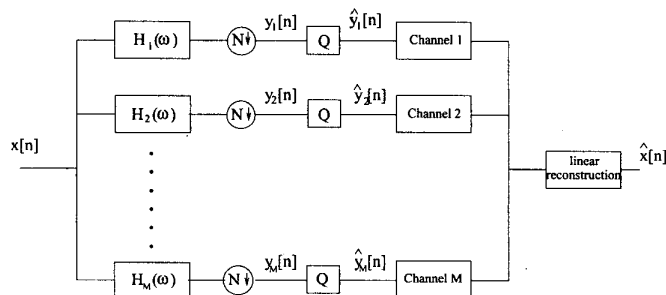 H₁(ω) N↓ y₁[n] Q ŷ₁[n] Channel 1
H₂(ω) N↓ y₂[n] Q ŷ₂[n] Channel 2
x[n]
linear
reconstruction
x̂[n]
H_M(ω) N↓ y_M[n] Q ŷ_M[n] Channel M